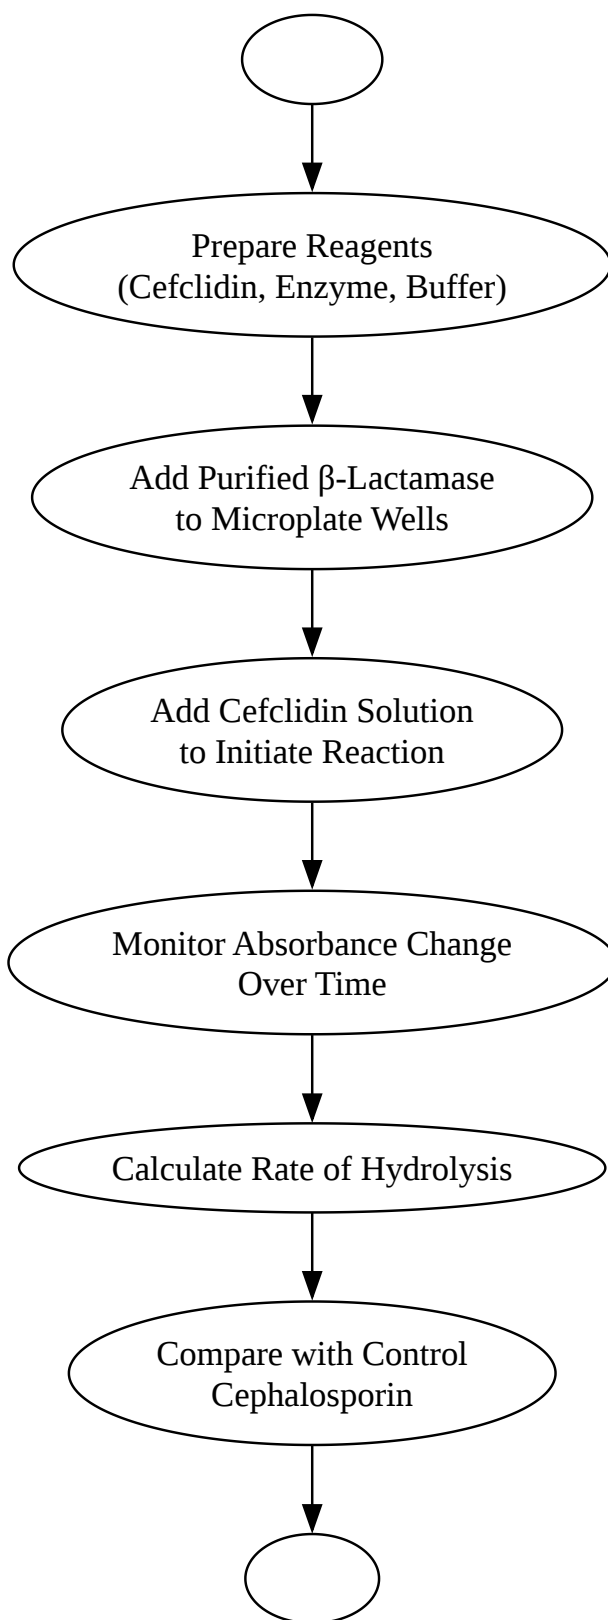 Prepare Reagents
(Cefclidin, Enzyme, Buffer)
Add Purified β-Lactamase
to Microplate Wells
Add Cefclidin Solution
to Initiate Reaction
Monitor Absorbance Change
Over Time
Calculate Rate of Hydrolysis
Compare with Control
Cephalosporin